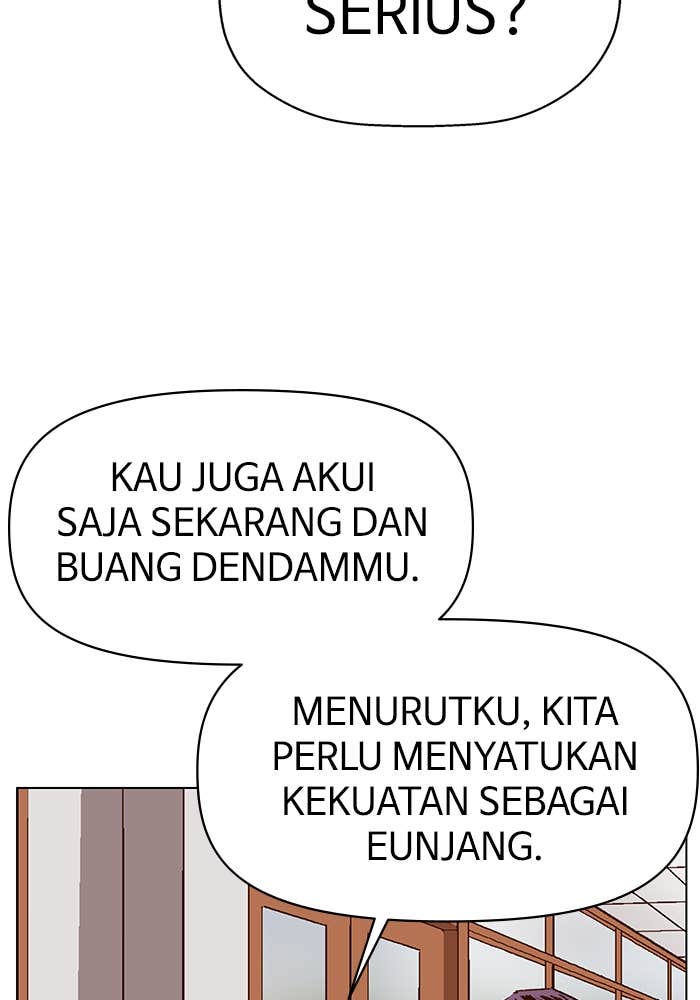 SERIUS?
KAU JUGA AKUI
SAJA SEKARANG DAN
BUANG DENDAMMU.
MENURUTKU, KITA
PERLU MENYATUKAN
KEKUATAN SEBAGAI
EUNJANG.